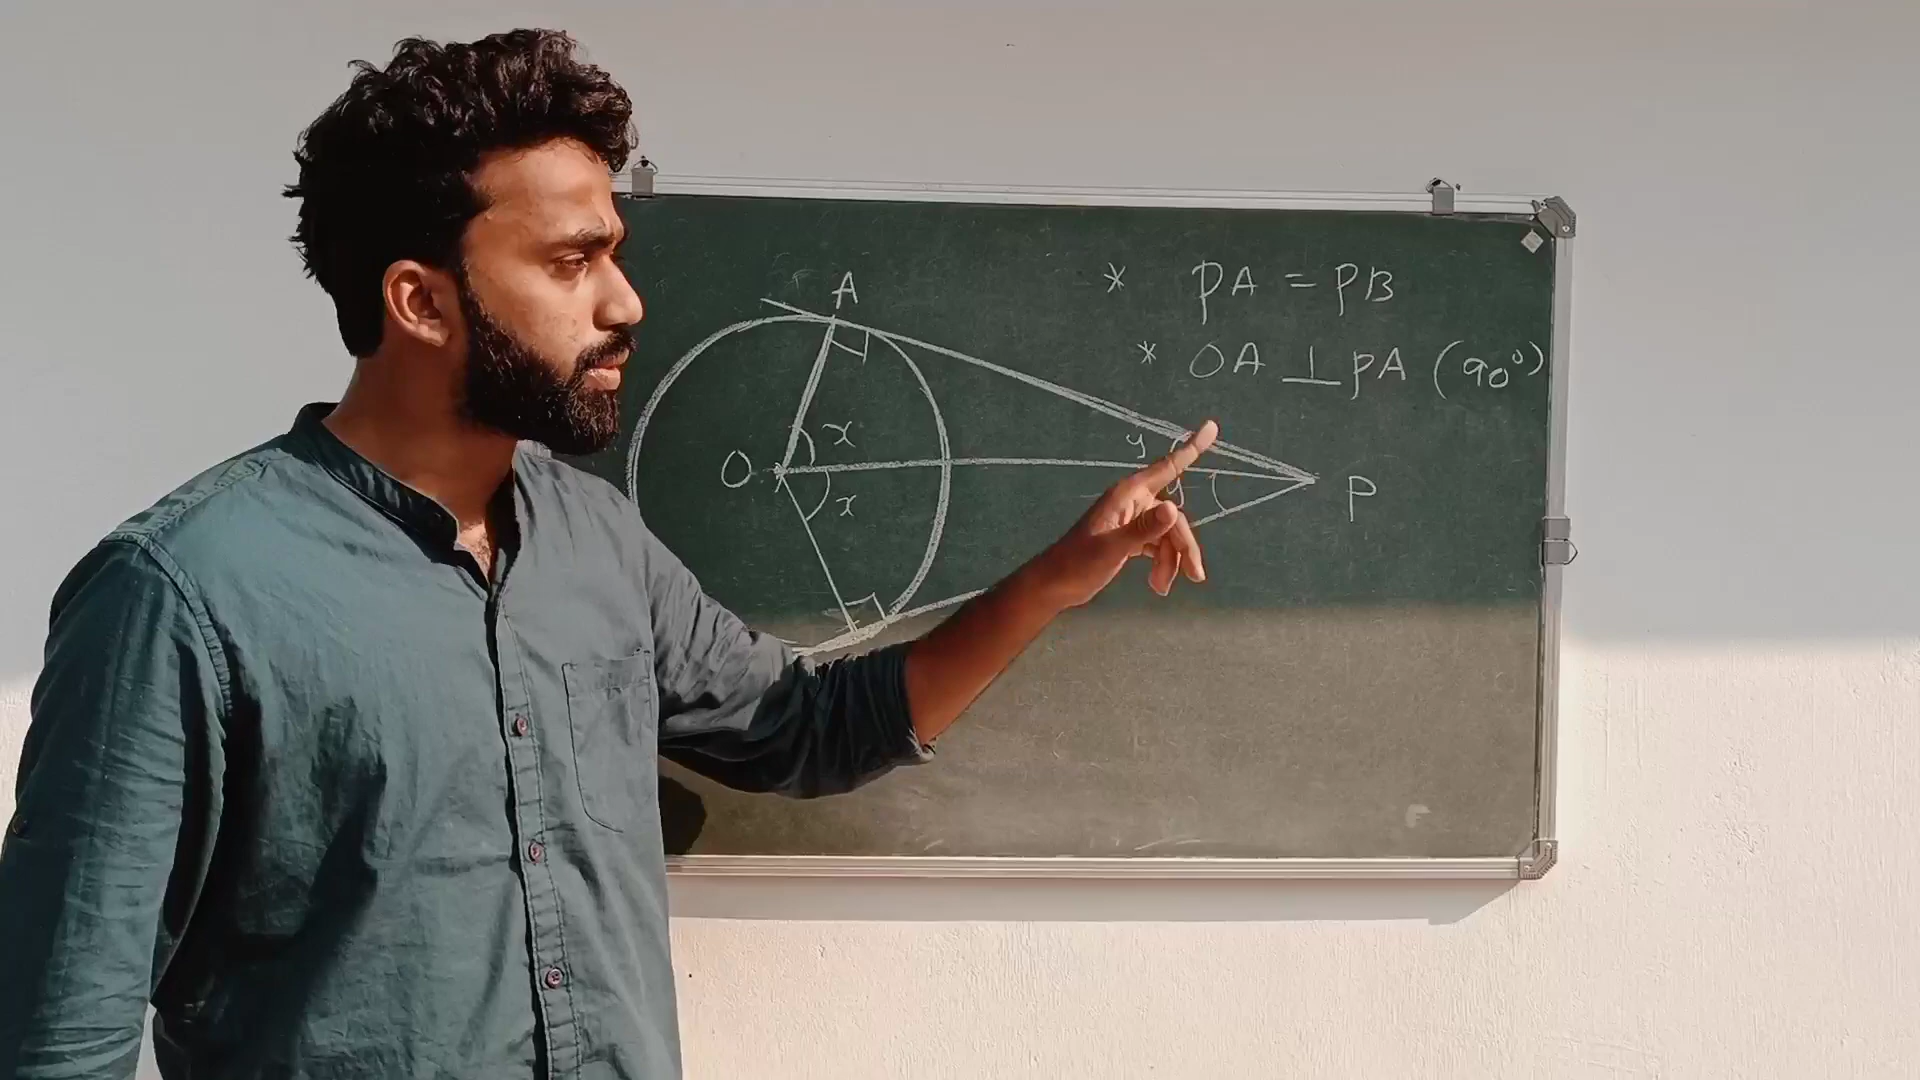 A
* PA = PB
* OA ⊥ PA (90°)
x
y
O
P
y
x